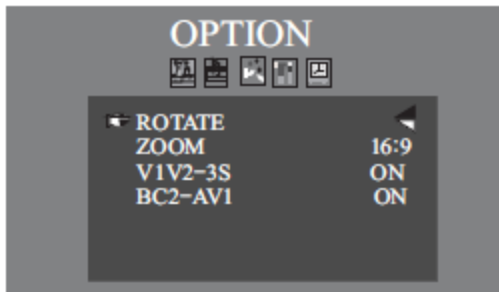 OPTION
ROTATE
ZOOM 16:9
V1V2-3S ON
BC2-AV1 ON